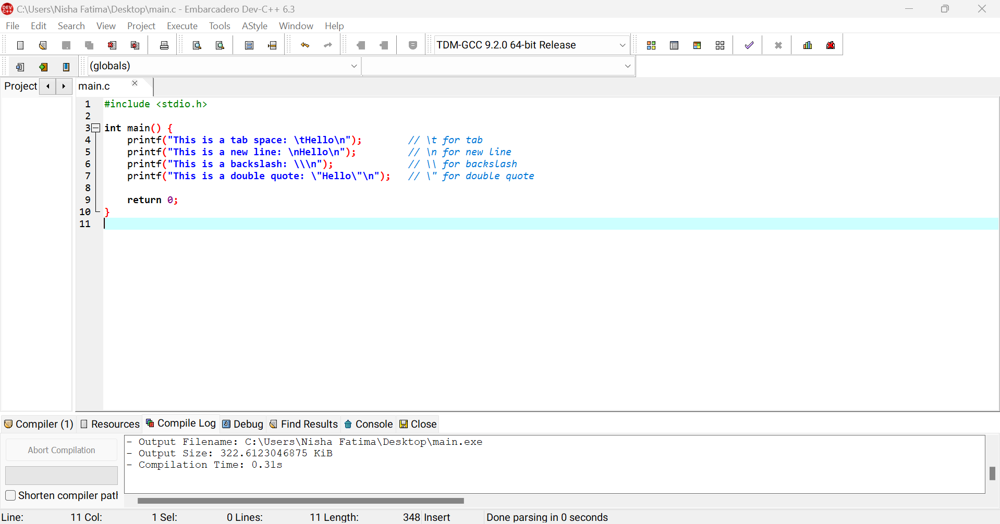 C:\Users\Nisha Fatima\Desktop\main.c - Embarcadero Dev-C++ 6.3
File Edit Search View Project Execute Tools AStyle Window Help
TDM-GCC 9.2.0 64-bit Release
(globals)
Project main.c
1 #include <stdio.h>
2
3 int main() {
4     printf("This is a tab space: \tHello\n");        // \t for tab
5     printf("This is a new line: \nHello\n");         // \n for new line
6     printf("This is a backslash: \\\n");             // \\ for backslash
7     printf("This is a double quote: \"Hello\"\n");   // \" for double quote
8
9     return 0;
10 }
11
Compiler (1) Resources Compile Log Debug Find Results Console Close
Abort Compilation
- Output Filename: C:\Users\Nisha Fatima\Desktop\main.exe
- Output Size: 322.6123046875 KiB
- Compilation Time: 0.31s
Shorten compiler pat
Line: 11 Col: 1 Sel: 0 Lines: 11 Length: 348 Insert Done parsing in 0 seconds